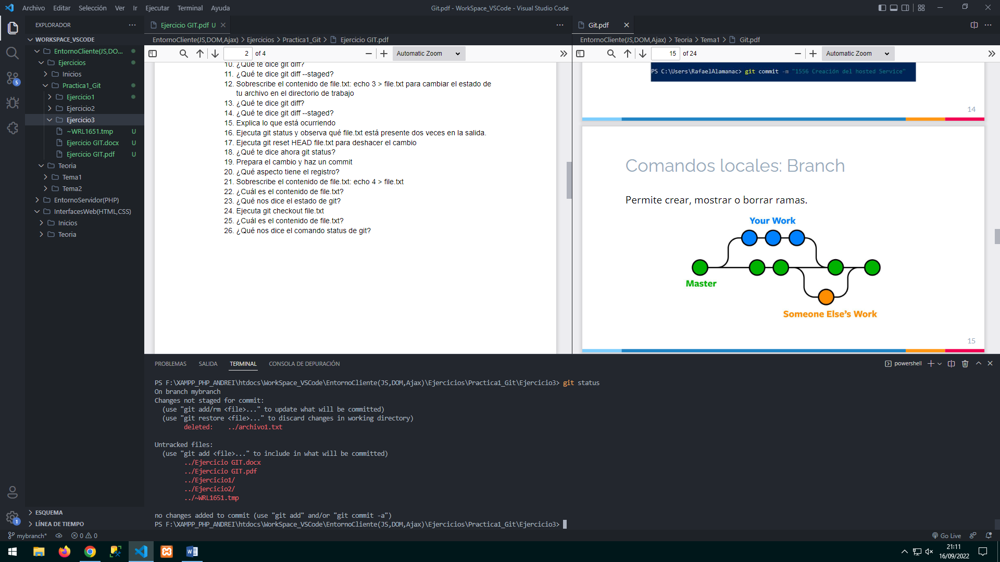 Archivo Editar Selección Ver Ir Ejecutar Terminal Ayuda
Git.pdf - WorkSpace_VSCode - Visual Studio Code
EXPLORADOR
WORKSPACE_VSCODE
EntornoCliente(JS,DO...
Ejercicios
Inicios
Practica1_Git
Ejercicio1
Ejercicio2
Ejercicio3
~WRL1651.tmp U
Ejercicio GIT.docx U
Ejercicio GIT.pdf U
Teoria
Tema1
Tema2
EntornoServidor(PHP)
InterfacesWeb(HTML,CSS)
Inicios
Teoria
ESQUEMA
LÍNEA DE TIEMPO
5
1
Ejercicio GIT.pdf U
EntornoCliente(JS,DOM,Ajax) > Ejercicios > Practica1_Git > Ejercicio GIT.pdf
2 of 4
Automatic Zoom
10. ¿Qué te dice git diff?
11. ¿Qué te dice git diff --staged?
12. Sobrescribe el contenido de file.txt: echo 3 > file.txt para cambiar el estado de
tu archivo en el directorio de trabajo
13. ¿Qué te dice git diff?
14. ¿Qué te dice git diff --staged?
15. Explica lo que está ocurriendo
16. Ejecuta git status y observa qué file.txt está presente dos veces en la salida.
17. Ejecuta git reset HEAD file.txt para deshacer el cambio
18. ¿Qué te dice ahora git status?
19. Prepara el cambio y haz un commit
20. ¿Qué aspecto tiene el registro?
21. Sobrescribe el contenido de file.txt: echo 4 > file.txt
22. ¿Cuál es el contenido de file.txt?
23. ¿Qué nos dice el estado de git?
24. Ejecuta git checkout file.txt
25. ¿Cuál es el contenido de file.txt?
26. ¿Qué nos dice el comando status de git?
Git.pdf
EntornoCliente(JS,DOM,Ajax) > Teoria > Tema1 > Git.pdf
15 of 24
Automatic Zoom
PS C:\Users\RafaelAlamanac> git commit -m "1556 Creación del hosted Service"
14
Comandos locales: Branch
Permite crear, mostrar o borrar ramas.
Your Work
Master
Someone Else's Work
15
PROBLEMAS SALIDA TERMINAL CONSOLA DE DEPURACIÓN
powershell
PS F:\XAMPP_PHP_ANDREI\htdocs\WorkSpace_VSCode\EntornoCliente(JS,DOM,Ajax)\Ejercicios\Practica1_Git\Ejercicio3> git status
On branch mybranch
Changes not staged for commit:
(use "git add/rm <file>..." to update what will be committed)
(use "git restore <file>..." to discard changes in working directory)
deleted: ../archivo1.txt
Untracked files:
(use "git add <file>..." to include in what will be committed)
../Ejercicio GIT.docx
../Ejercicio GIT.pdf
../Ejercicio1/
../Ejercicio2/
../~WRL1651.tmp
no changes added to commit (use "git add" and/or "git commit -a")
PS F:\XAMPP_PHP_ANDREI\htdocs\WorkSpace_VSCode\EntornoCliente(JS,DOM,Ajax)\Ejercicios\Practica1_Git\Ejercicio3>
mybranch* 0 0
Go Live
21:11
16/09/2022